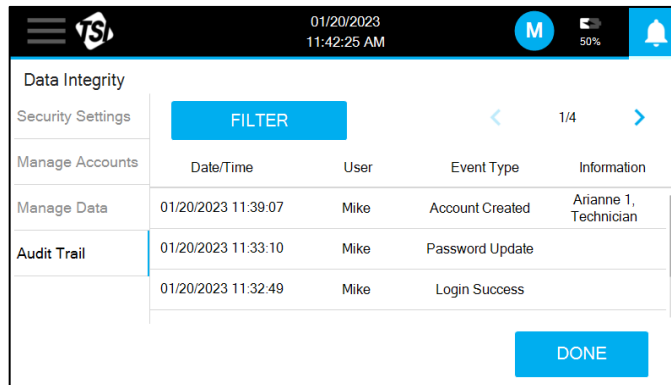 TSI
01/20/2023
11:42:25 AM
M
50%
Data Integrity
Security Settings
Manage Accounts
Manage Data
Audit Trail
FILTER
1/4
Date/Time User Event Type Information
01/20/2023 11:39:07 Mike Account Created Arianne 1,
Technician
01/20/2023 11:33:10 Mike Password Update
01/20/2023 11:32:49 Mike Login Success
DONE